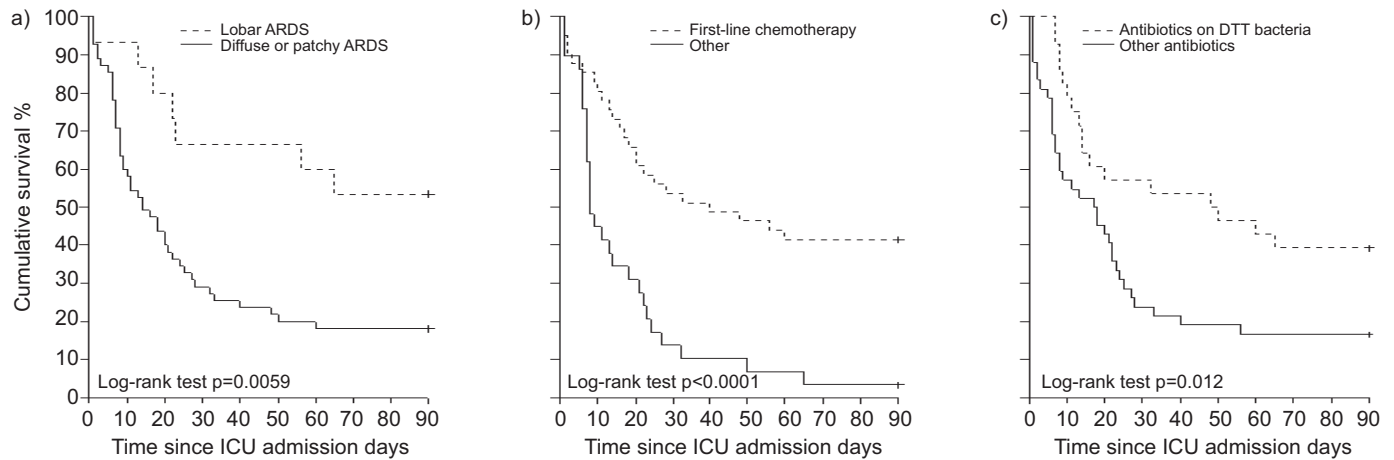 a)
Lobar ARDS
Diffuse or patchy ARDS
Cumulative survival %
100
90
80
70
60
50
40
30
20
10
0
Log-rank test p=0.0059
0 10 20 30 40 50 60 70 80 90
Time since ICU admission days
b)
First-line chemotherapy
Other
Log-rank test p<0.0001
0 10 20 30 40 50 60 70 80 90
Time since ICU admission days
c)
Antibiotics on DTT bacteria
Other antibiotics
Log-rank test p=0.012
0 10 20 30 40 50 60 70 80 90
Time since ICU admission days